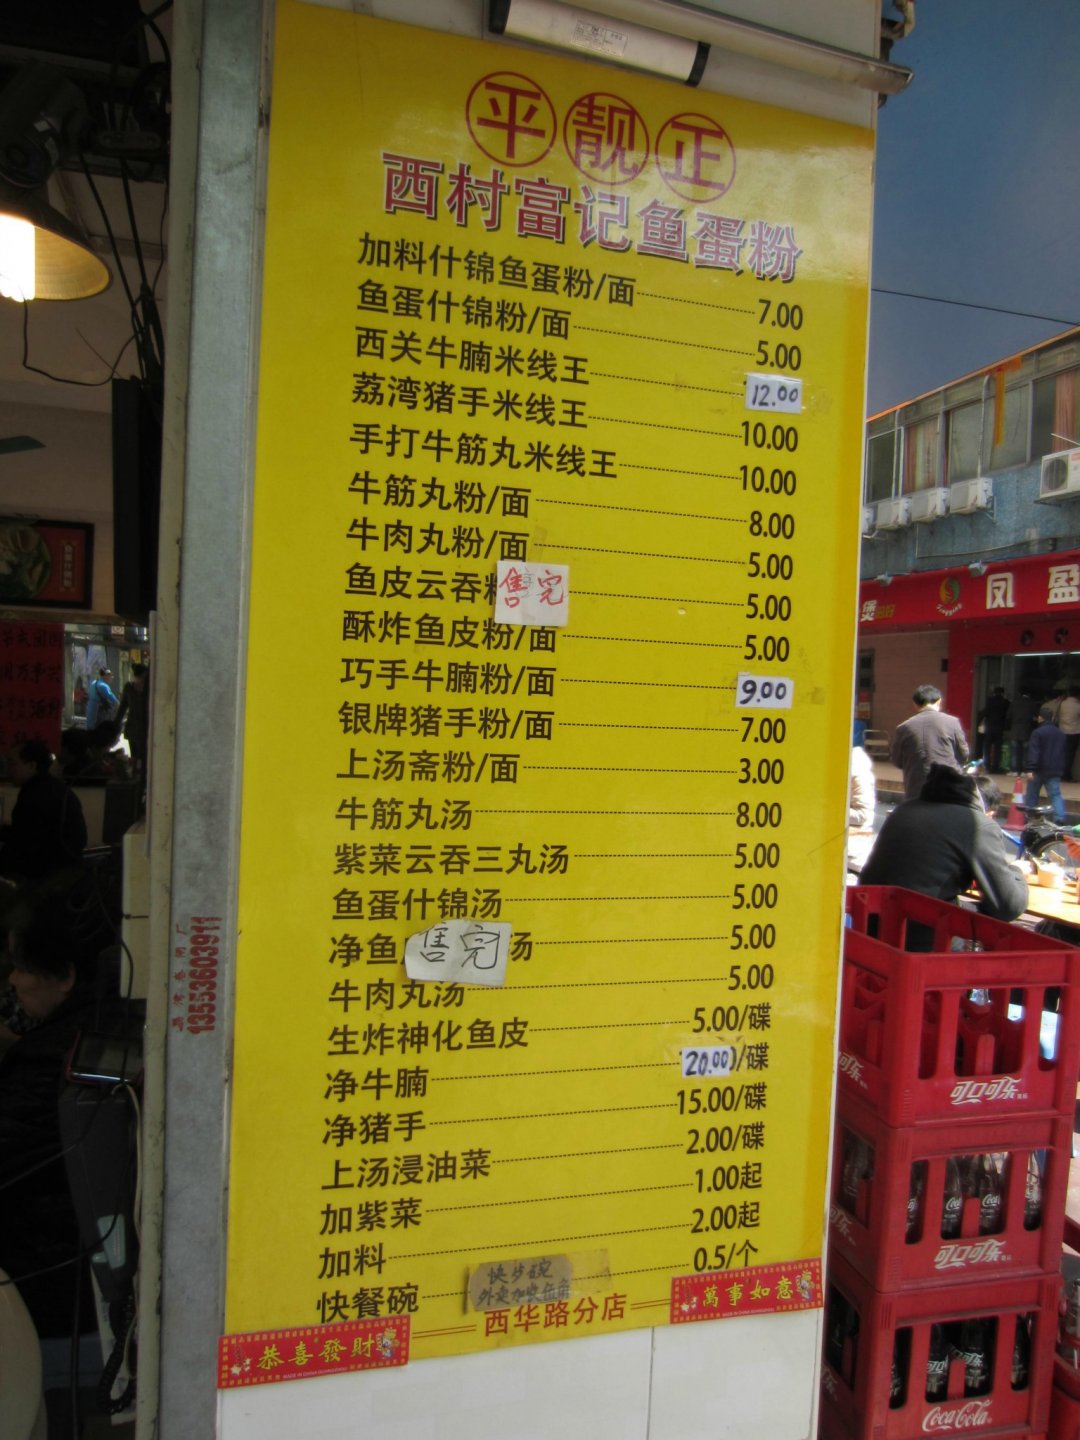 平靓正
西村富记鱼蛋粉
加料什锦鱼蛋粉/面 7.00
鱼蛋什锦粉/面 5.00
西关牛腩米线王 12.00
荔湾猪手米线王 10.00
手打牛筋丸米线王 10.00
牛筋丸粉/面 8.00
牛肉丸粉/面 5.00
鱼皮云吞 售完 5.00
酥炸鱼皮粉/面 5.00
巧手牛腩粉/面 9.00
银牌猪手粉/面 7.00
上汤斋粉/面 3.00
牛筋丸汤 8.00
紫菜云吞三丸汤 5.00
鱼蛋什锦汤 5.00
净鱼 售完 汤 5.00
牛肉丸汤 5.00
生炸神化鱼皮 5.00/碟
净牛腩 20.00/碟
净猪手 15.00/碟
上汤浸油菜 2.00/碟
加紫菜 1.00起
加料 2.00起
快餐碗 0.5/个
西华路分店
恭喜發財
萬事如意
13553603911
凤盈
可口可乐
可口可乐
Coca-Cola